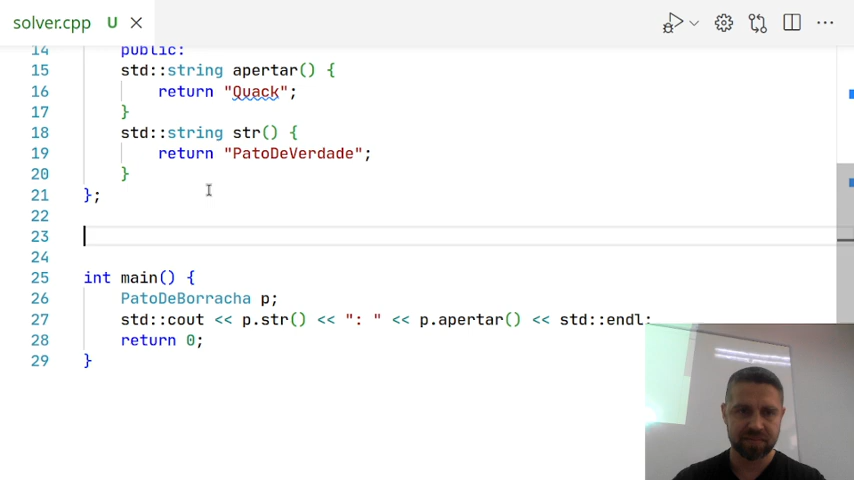 solver.cpp U
14 public:
15 std::string apertar() {
16 return "Quack";
17 }
18 std::string str() {
19 return "PatoDeVerdade";
20 }
21 };
22
23
24
25 int main() {
26 PatoDeBorracha p;
27 std::cout << p.str() << ": " << p.apertar() << std::endl;
28 return 0;
29 }